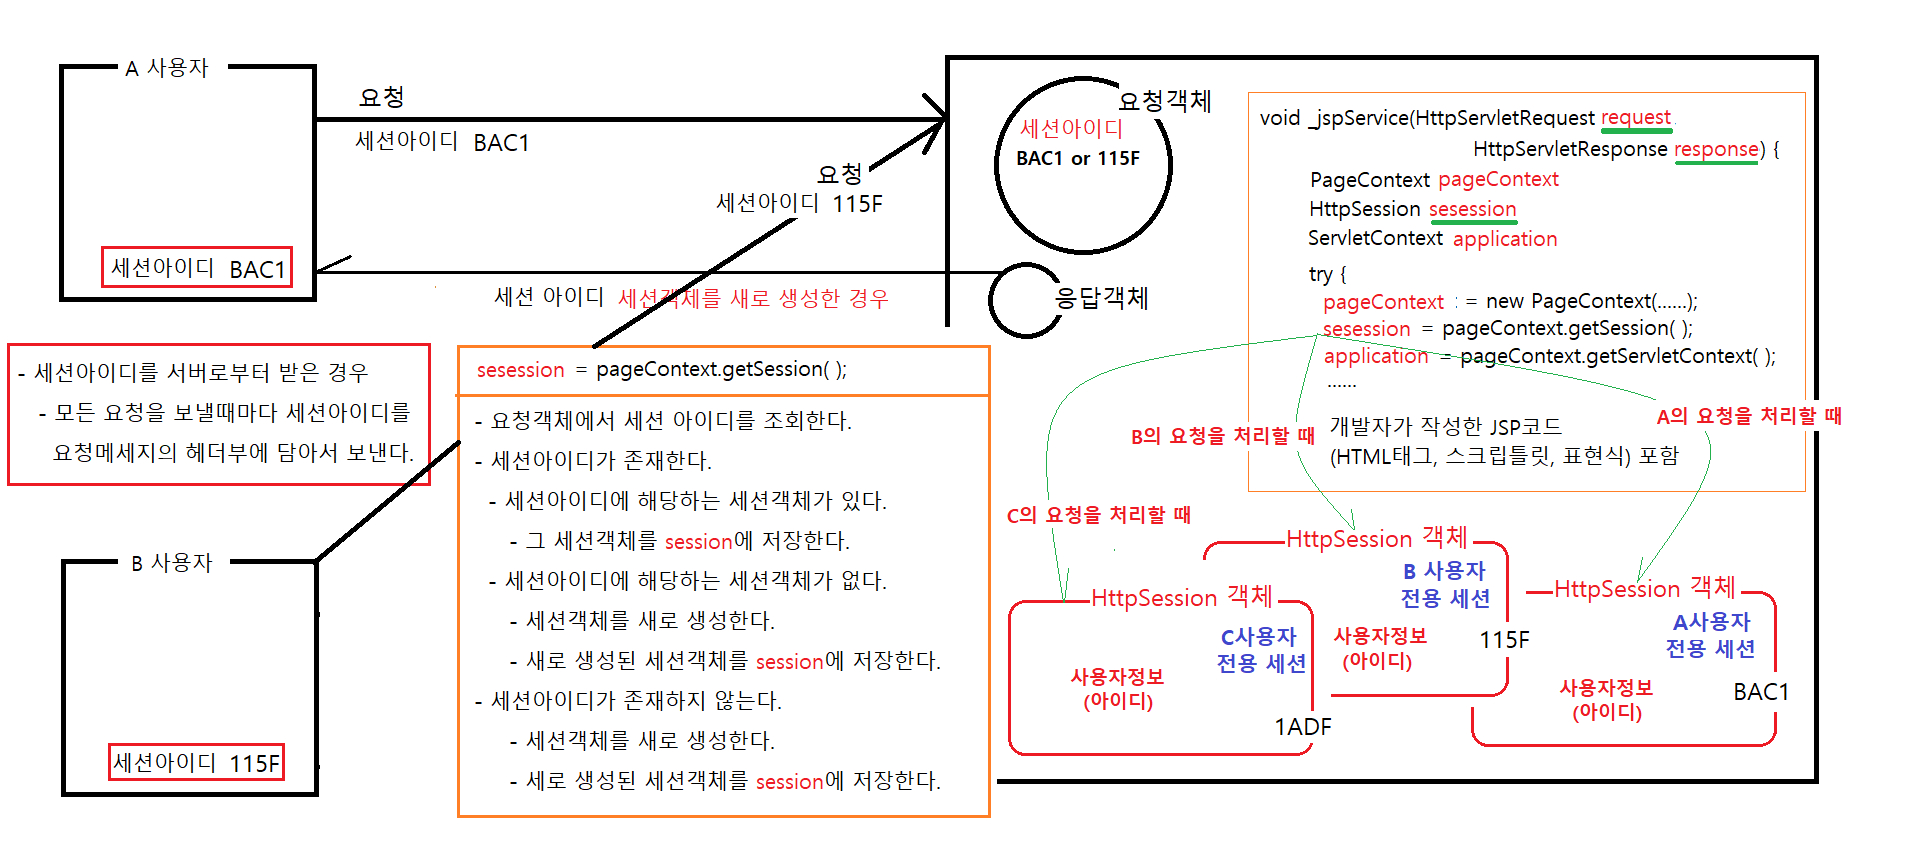 A 사용자
요청
세션아이디 BAC1
요청
세션아이디 115F
세션아이디 BAC1
세션 아이디 세션객체를 새로 생성한 경우
요청객체
세션아이디
BAC1 or 115F
응답객체
void _jspService(HttpServletRequest request
HttpServletResponse response) {
PageContext pageContext
HttpSession sesession
ServletContext application
try {
pageContext : = new PageContext(......);
sesession = pageContext.getSession( );
application = pageContext.getServletContext( );
......
개발자가 작성한 JSP코드
(HTML태그, 스크립틀릿, 표현식) 포함
- 세션아이디를 서버로부터 받은 경우
- 모든 요청을 보낼때마다 세션아이디를
요청메세지의 헤더부에 담아서 보낸다.
sesession = pageContext.getSession( );
- 요청객체에서 세션 아이디를 조회한다.
- 세션아이디가 존재한다.
- 세션아이디에 해당하는 세션객체가 있다.
- 그 세션객체를 session에 저장한다.
- 세션아이디에 해당하는 세션객체가 없다.
- 세션객체를 새로 생성한다.
- 새로 생성된 세션객체를 session에 저장한다.
- 세션아이디가 존재하지 않는다.
- 세션객체를 새로 생성한다.
- 세로 생성된 세션객체를 session에 저장한다.
B 사용자
세션아이디 115F
C의 요청을 처리할 때
B의 요청을 처리할 때
A의 요청을 처리할 때
HttpSession 객체
C사용자
전용 세션
사용자정보
(아이디)
1ADF
HttpSession 객체
B 사용자
전용 세션
사용자정보
(아이디)
115F
HttpSession 객체
A사용자
전용 세션
사용자정보
(아이디)
BAC1